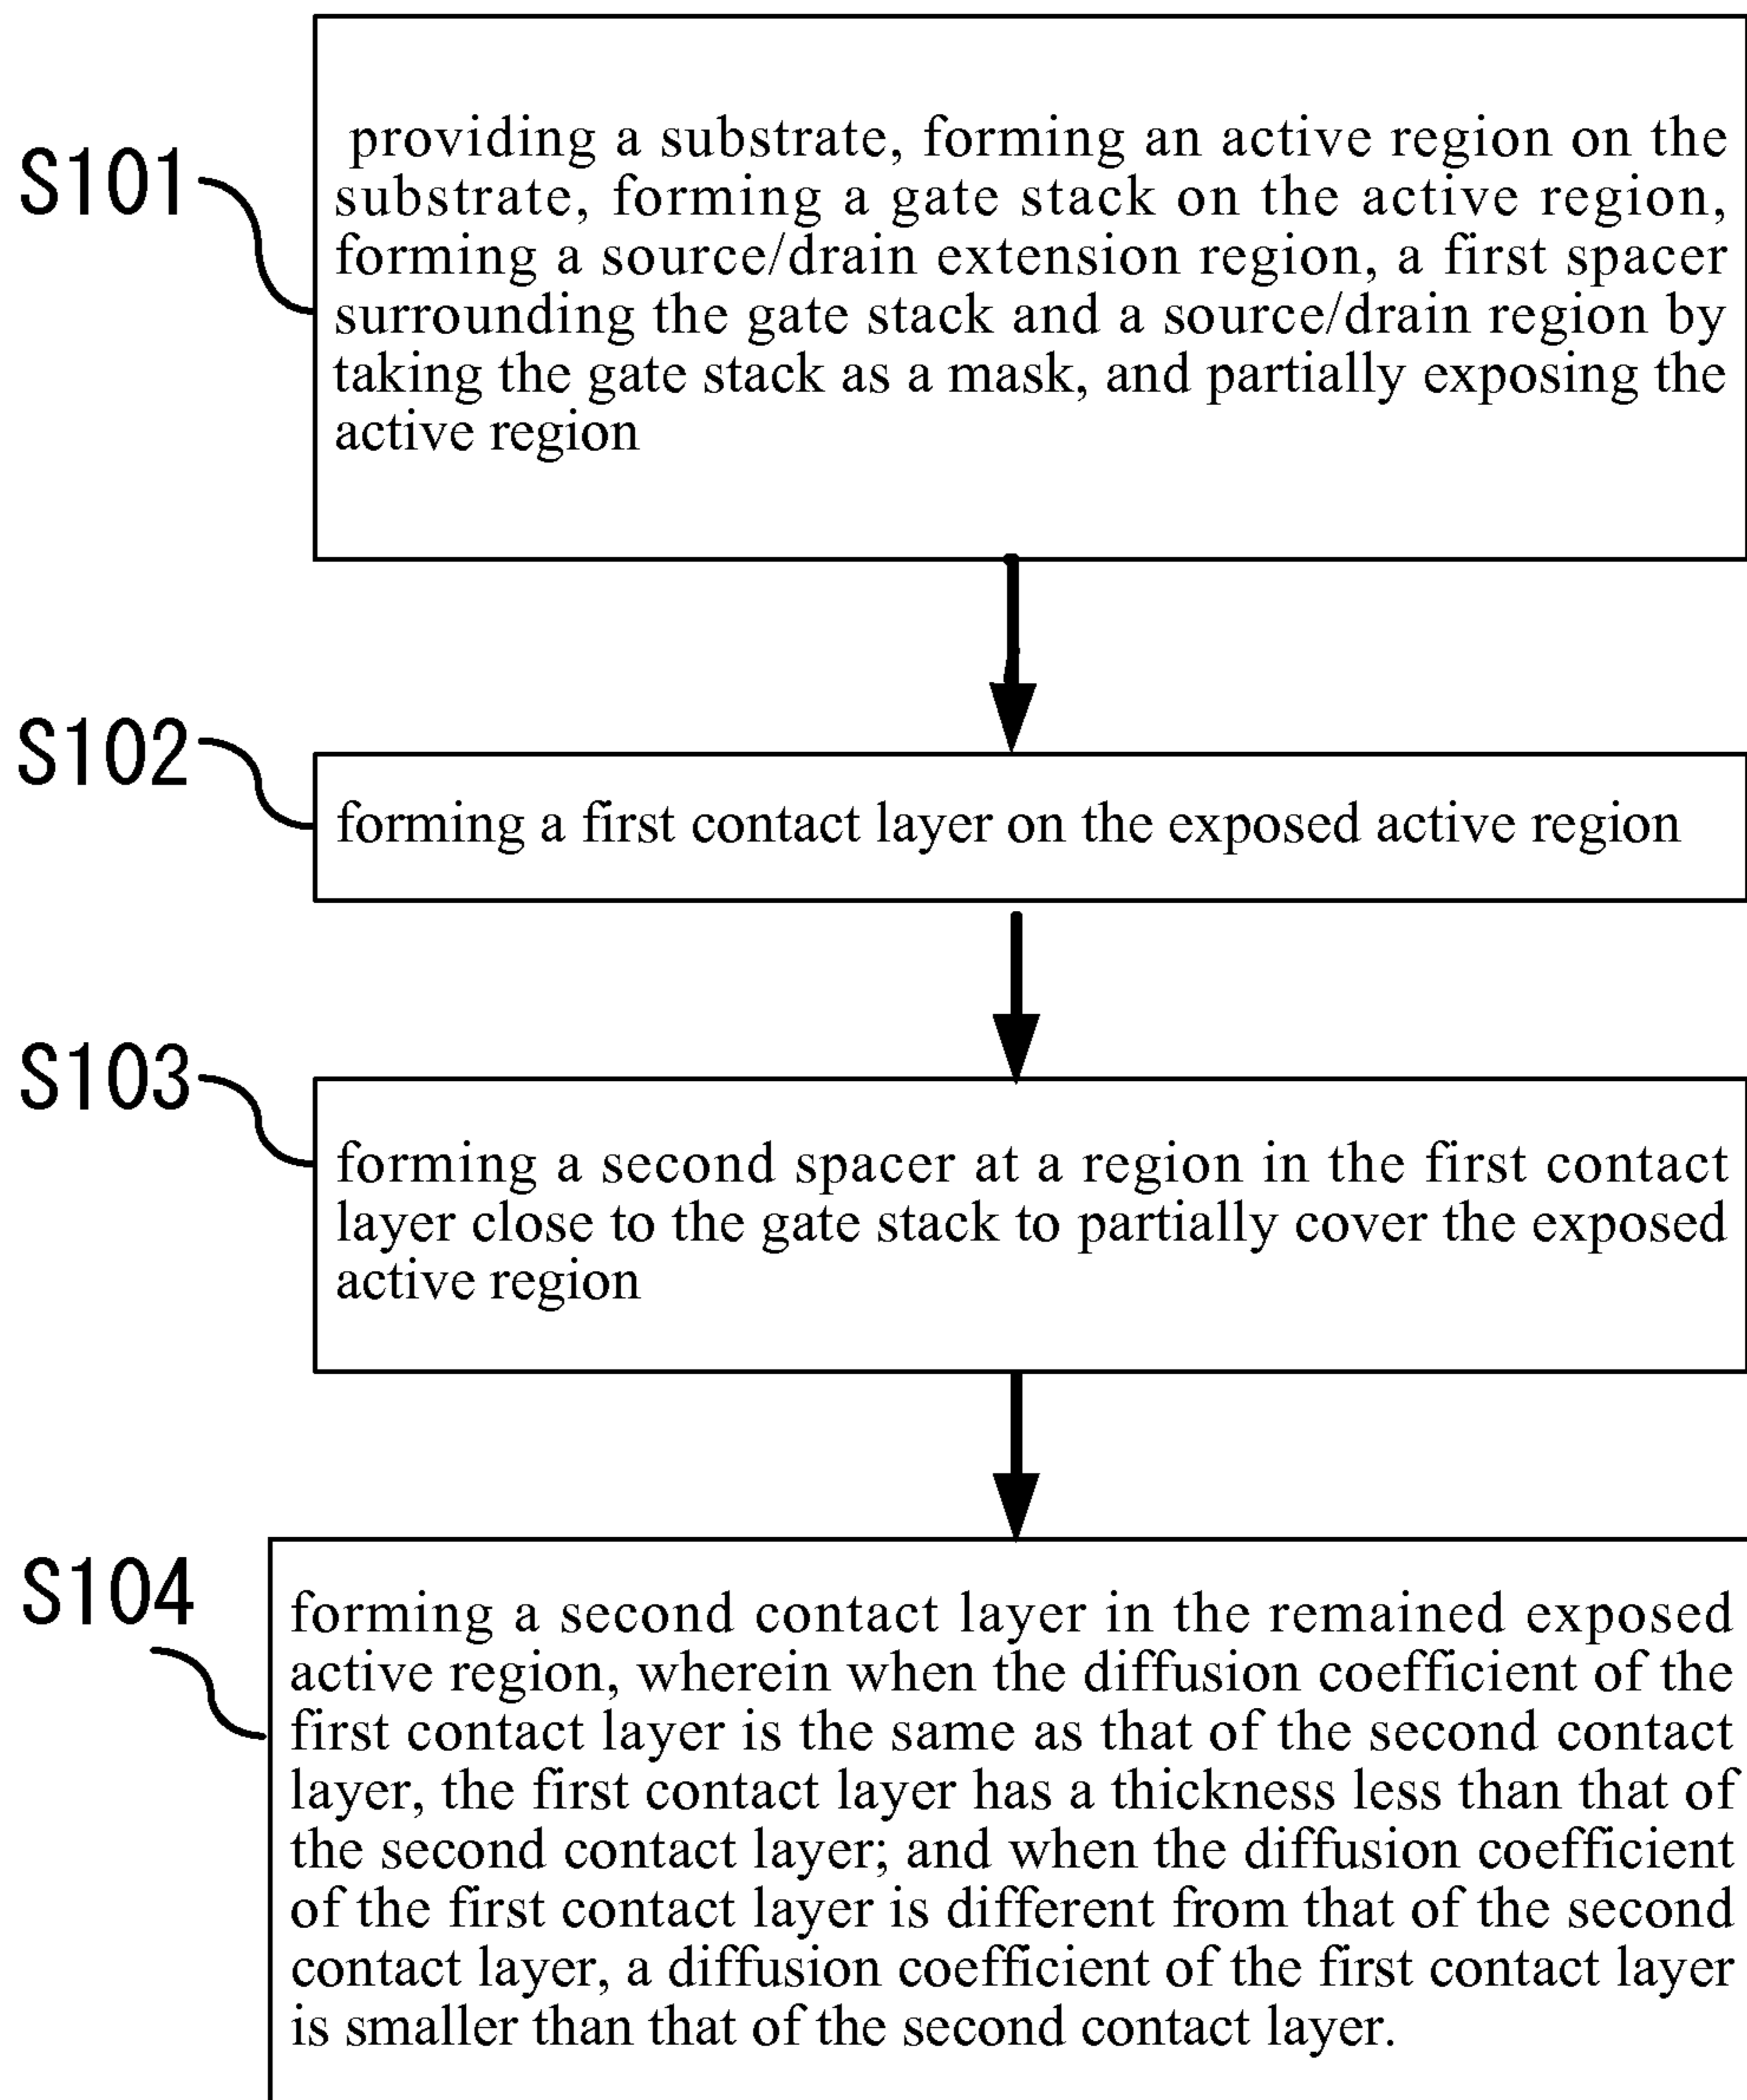 S101
providing a substrate, forming an active region on the
substrate, forming a gate stack on the active region,
forming a source/drain extension region, a first spacer
surrounding the gate stack and a source/drain region by
taking the gate stack as a mask, and partially exposing the
active region
S102
forming a first contact layer on the exposed active region
S103
forming a second spacer at a region in the first contact
layer close to the gate stack to partially cover the exposed
active region
S104
forming a second contact layer in the remained exposed
active region, wherein when the diffusion coefficient of the
first contact layer is the same as that of the second contact
layer, the first contact layer has a thickness less than that of
the second contact layer; and when the diffusion coefficient
of the first contact layer is different from that of the second
contact layer, a diffusion coefficient of the first contact layer
is smaller than that of the second contact layer.